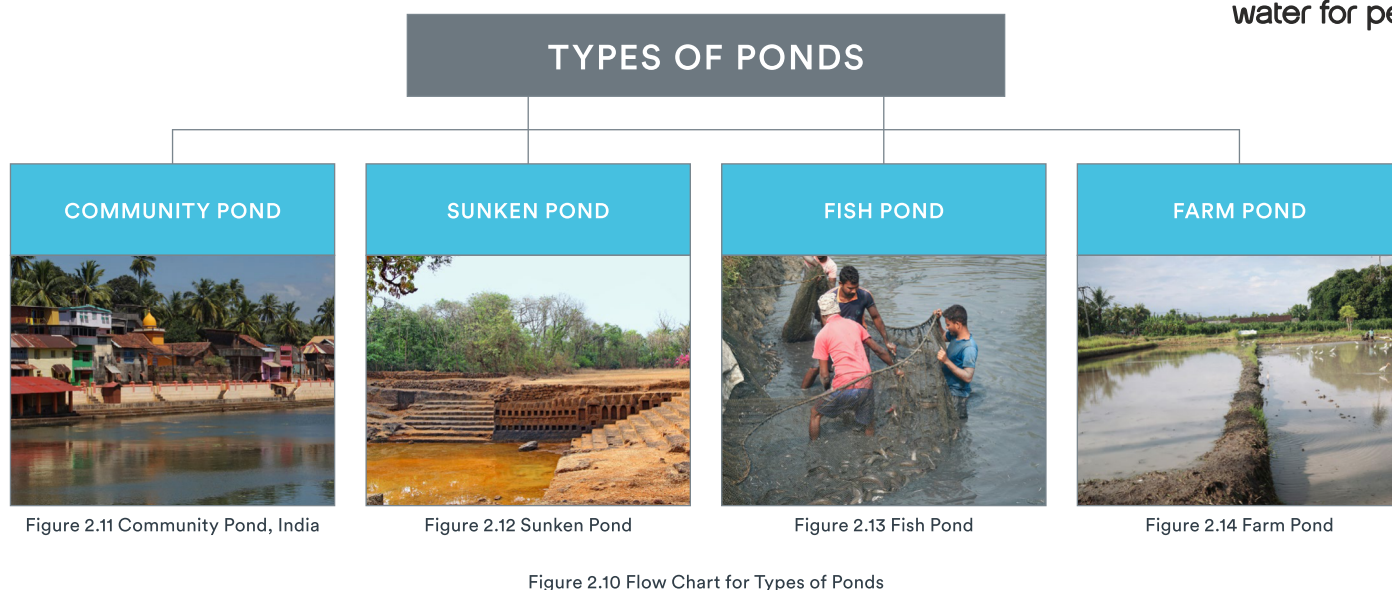 water for
TYPES OF PONDS
COMMUNITY POND
SUNKEN POND
FISH POND
FARM POND
Figure 2.11 Community Pond, India
Figure 2.12 Sunken Pond
Figure 2.13 Fish Pond
Figure 2.14 Farm Pond
Figure 2.10 Flow Chart for Types of Ponds